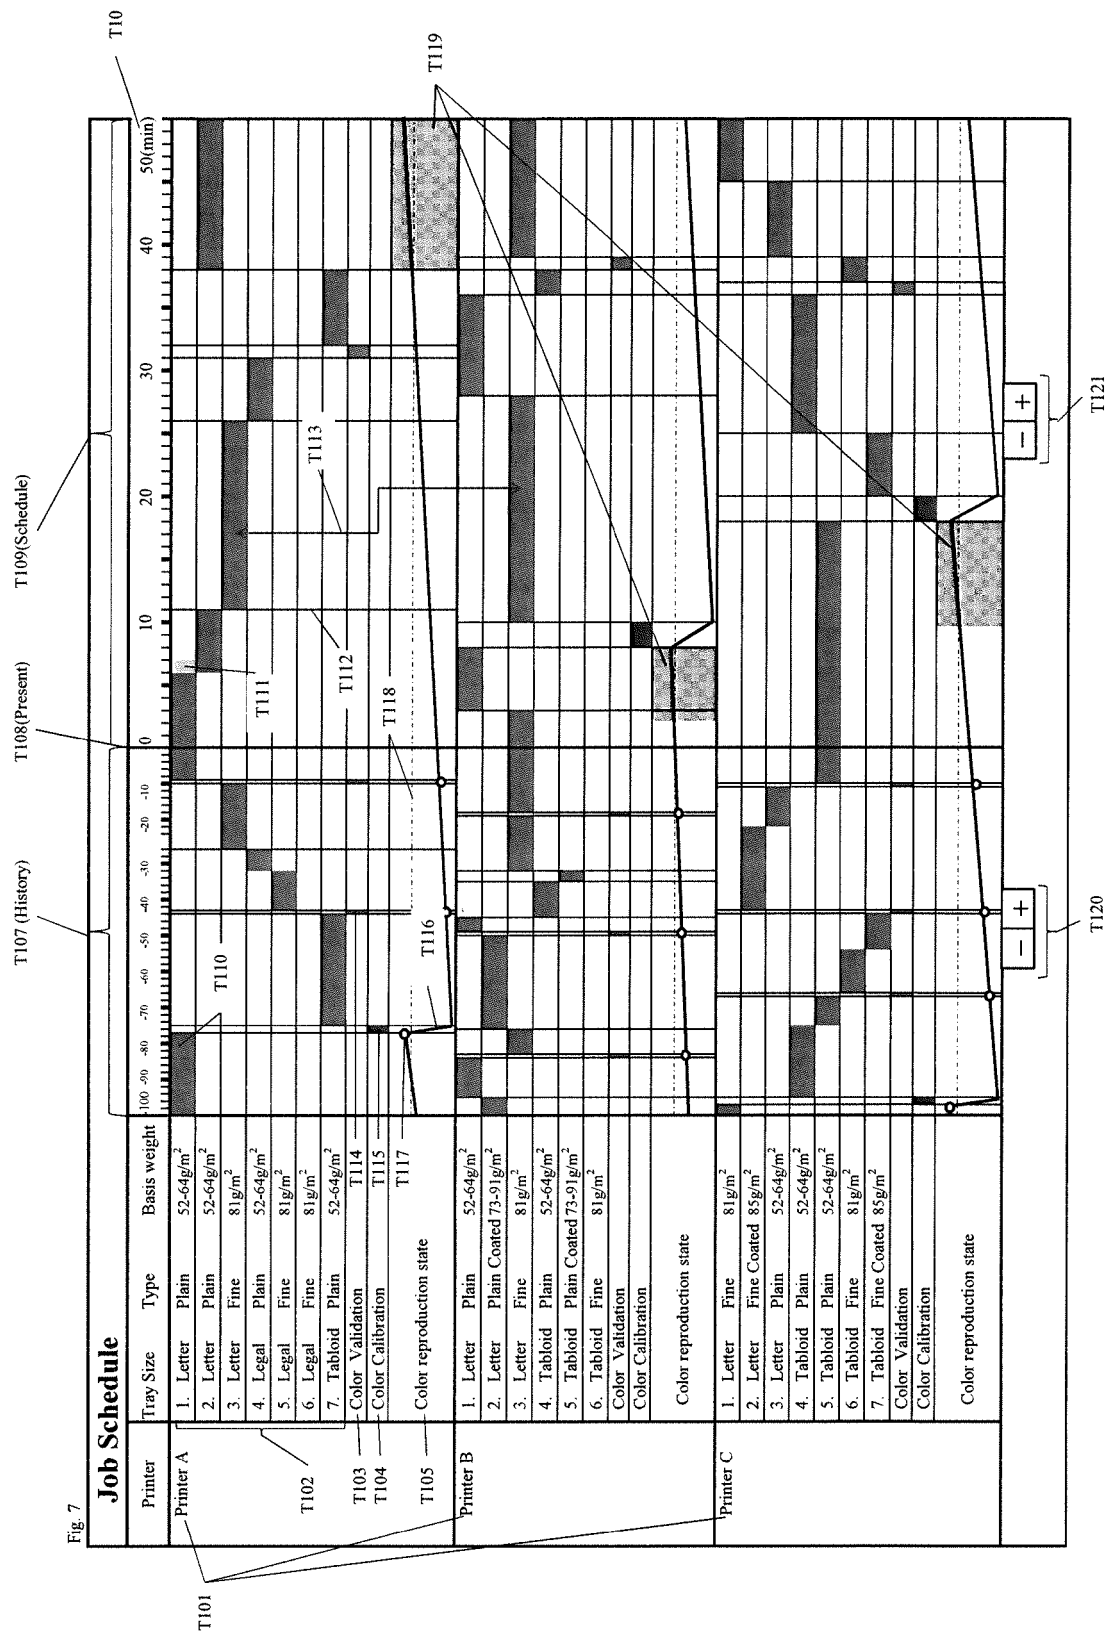 Fig. 7
Job Schedule
T10
T107 (History)
T108(Present)
T109(Schedule)
Printer Tray Size Type Basis weight -100 -90 -80 -70 -60 -50 -40 -30 -20 -10 0 10 20 30 40 50(min)
T101
Printer A
1. Letter Plain 52-64g/m²
2. Letter Plain 52-64g/m²
3. Letter Fine 81g/m²
4. Legal Plain 52-64g/m²
5. Legal Fine 81g/m²
6. Legal Fine 81g/m²
7. Tabloid Plain 52-64g/m²
Color Validation
Color Calibration
Color reproduction state
T102
T103
T104
T105
T110
T111
T112
T113
T114
T115
T116
T117
T118
T119
Printer B
1. Letter Plain 52-64g/m²
2. Letter Plain Coated 73-91g/m²
3. Letter Fine 81g/m²
4. Tabloid Plain 52-64g/m²
5. Tabloid Plain Coated 73-91g/m²
6. Tabloid Fine 81g/m²
Color Validation
Color Calibration
Color reproduction state
Printer C
1. Letter Fine 81g/m²
2. Letter Fine Coated 85g/m²
3. Letter Plain 52-64g/m²
4. Tabloid Plain 52-64g/m²
5. Tabloid Plain 52-64g/m²
6. Tabloid Fine 81g/m²
7. Tabloid Fine Coated 85g/m²
Color Validation
Color Calibration
Color reproduction state
− +
T120
− +
T121